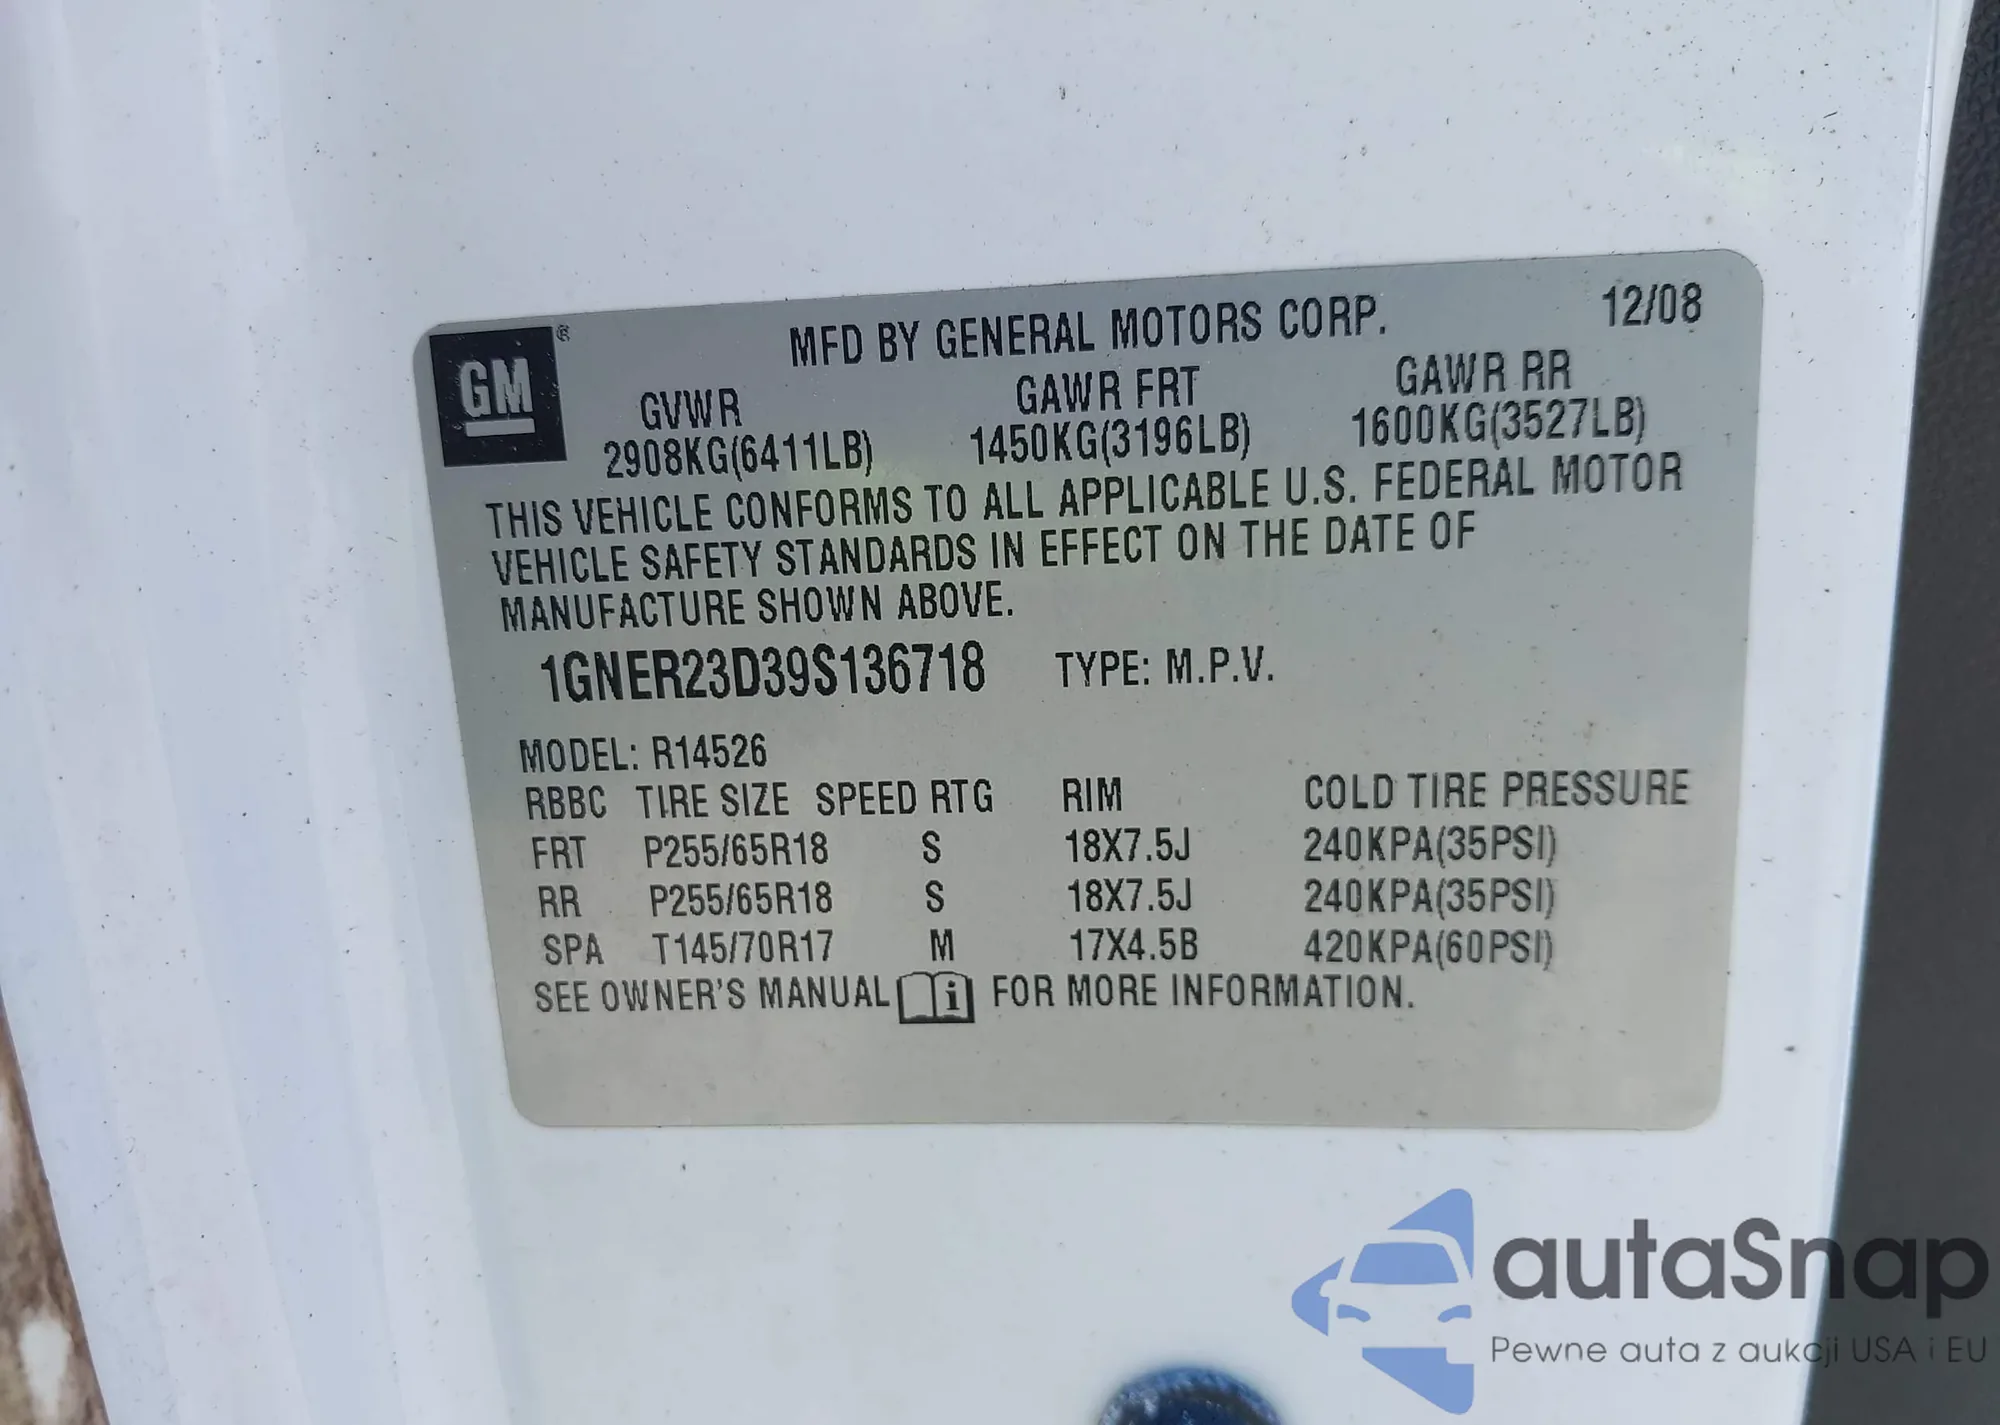 GM ®
MFD BY GENERAL MOTORS CORP. 12/08
GVWR GAWR FRT GAWR RR
2908KG(6411LB) 1450KG(3196LB) 1600KG(3527LB)
THIS VEHICLE CONFORMS TO ALL APPLICABLE U.S. FEDERAL MOTOR
VEHICLE SAFETY STANDARDS IN EFFECT ON THE DATE OF
MANUFACTURE SHOWN ABOVE.
1GNER23D39S136718 TYPE: M.P.V.
MODEL: R14526
RBBC TIRE SIZE SPEED RTG RIM COLD TIRE PRESSURE
FRT P255/65R18 S 18X7.5J 240KPA(35PSI)
RR P255/65R18 S 18X7.5J 240KPA(35PSI)
SPA T145/70R17 M 17X4.5B 420KPA(60PSI)
SEE OWNER'S MANUAL i FOR MORE INFORMATION.
autaSnap
Pewne auta z aukcji USA i EU